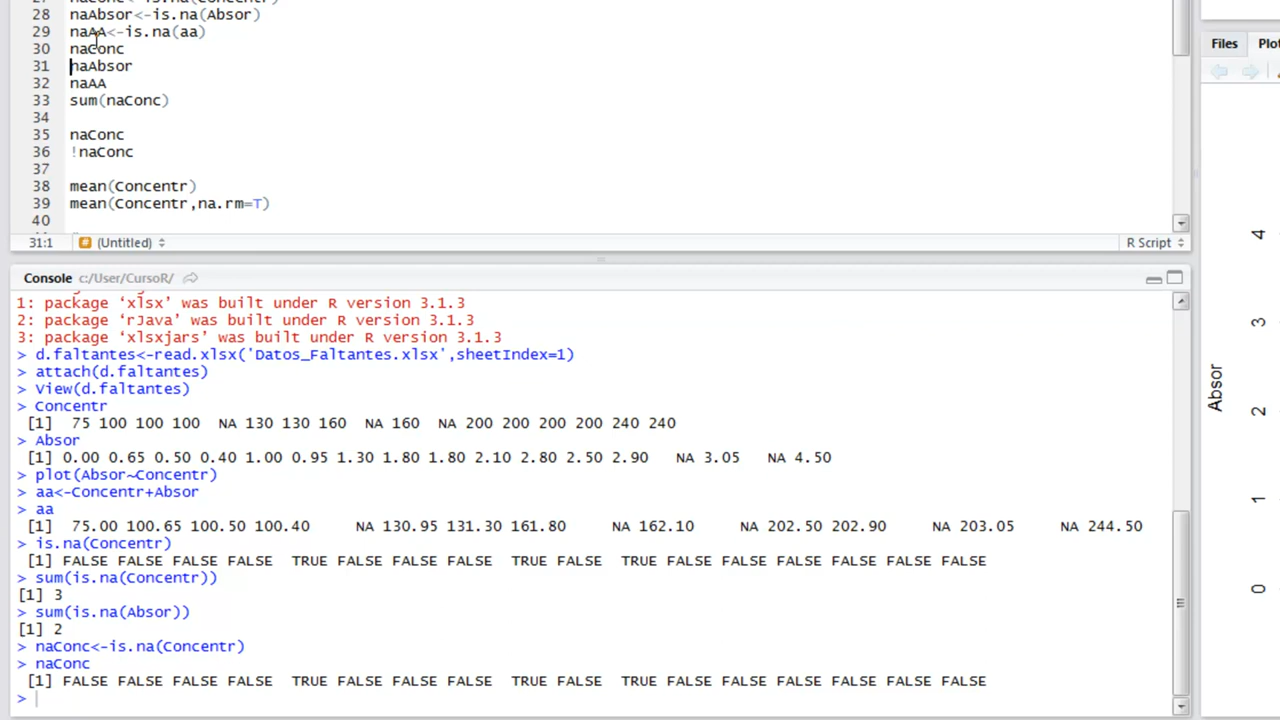 27 naConc<-is.na(Concentr)
28 naAbsor<-is.na(Absor)
29 naAA<-is.na(aa)
30 naConc
31 naAbsor
32 naAA
33 sum(naConc)
34
35 naConc
36 !naConc
37
38 mean(Concentr)
39 mean(Concentr,na.rm=T)
40
31:1 (Untitled) R Script
Files Plo
Console c:/User/CursoR/
1: package ‘xlsx’ was built under R version 3.1.3
2: package ‘rJava’ was built under R version 3.1.3
3: package ‘xlsxjars’ was built under R version 3.1.3
> d.faltantes<-read.xlsx('Datos_Faltantes.xlsx',sheetIndex=1)
> attach(d.faltantes)
> View(d.faltantes)
> Concentr
[1] 75 100 100 100 NA 130 130 160 NA 160 NA 200 200 200 200 240 240
> Absor
[1] 0.00 0.65 0.50 0.40 1.00 0.95 1.30 1.80 1.80 2.10 2.80 2.50 2.90 NA 3.05 NA 4.50
> plot(Absor~Concentr)
> aa<-Concentr+Absor
> aa
[1] 75.00 100.65 100.50 100.40 NA 130.95 131.30 161.80 NA 162.10 NA 202.50 202.90 NA 203.05 NA 244.50
> is.na(Concentr)
[1] FALSE FALSE FALSE FALSE TRUE FALSE FALSE FALSE TRUE FALSE TRUE FALSE FALSE FALSE FALSE FALSE FALSE
> sum(is.na(Concentr))
[1] 3
> sum(is.na(Absor))
[1] 2
> naConc<-is.na(Concentr)
> naConc
[1] FALSE FALSE FALSE FALSE TRUE FALSE FALSE FALSE TRUE FALSE TRUE FALSE FALSE FALSE FALSE FALSE FALSE
>
Absor
4
3
2
1
0